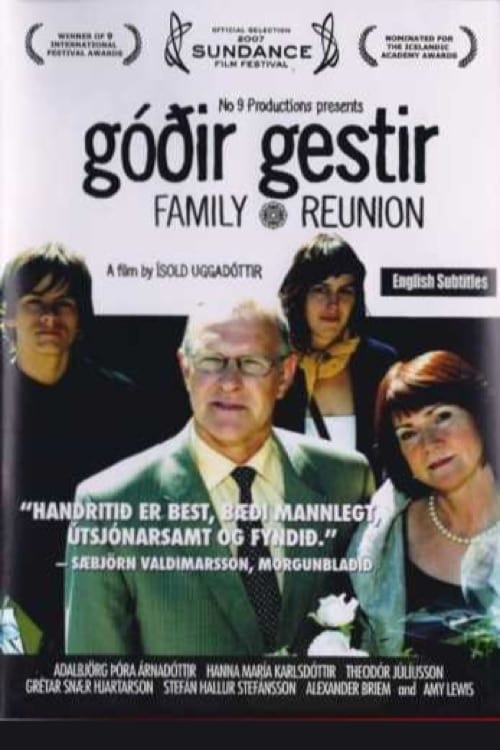 WINNER OF 9
INTERNATIONAL
FESTIVAL AWARDS
OFFICIAL SELECTION
2007
SUNDANCE
FILM FESTIVAL
NOMINATED FOR
THE ICELANDIC
ACADEMY AWARDS
No 9 Productions presents
góðir gestir
FAMILY REUNION
A film by ÍSOLD UGGADÓTTIR
English Subtitles
"HANDRITIÐ ER BEST, BÆÐI MANNLEGT,
ÚTSJÓNARSAMT OG FYNDIÐ."
– SÆBJÖRN VALDIMARSSON, MORGUNBLAÐIÐ
ADALBJÖRG ÞÓRA ÁRNADÓTTIR HANNA MARÍA KARLSDÓTTIR THEODÓR JÚLÍUSSON
GRÉTAR SNÆR HJARTARSON STEFÁN HALLUR STEFÁNSSON ALEXANDER BRIEM and AMY LEWIS